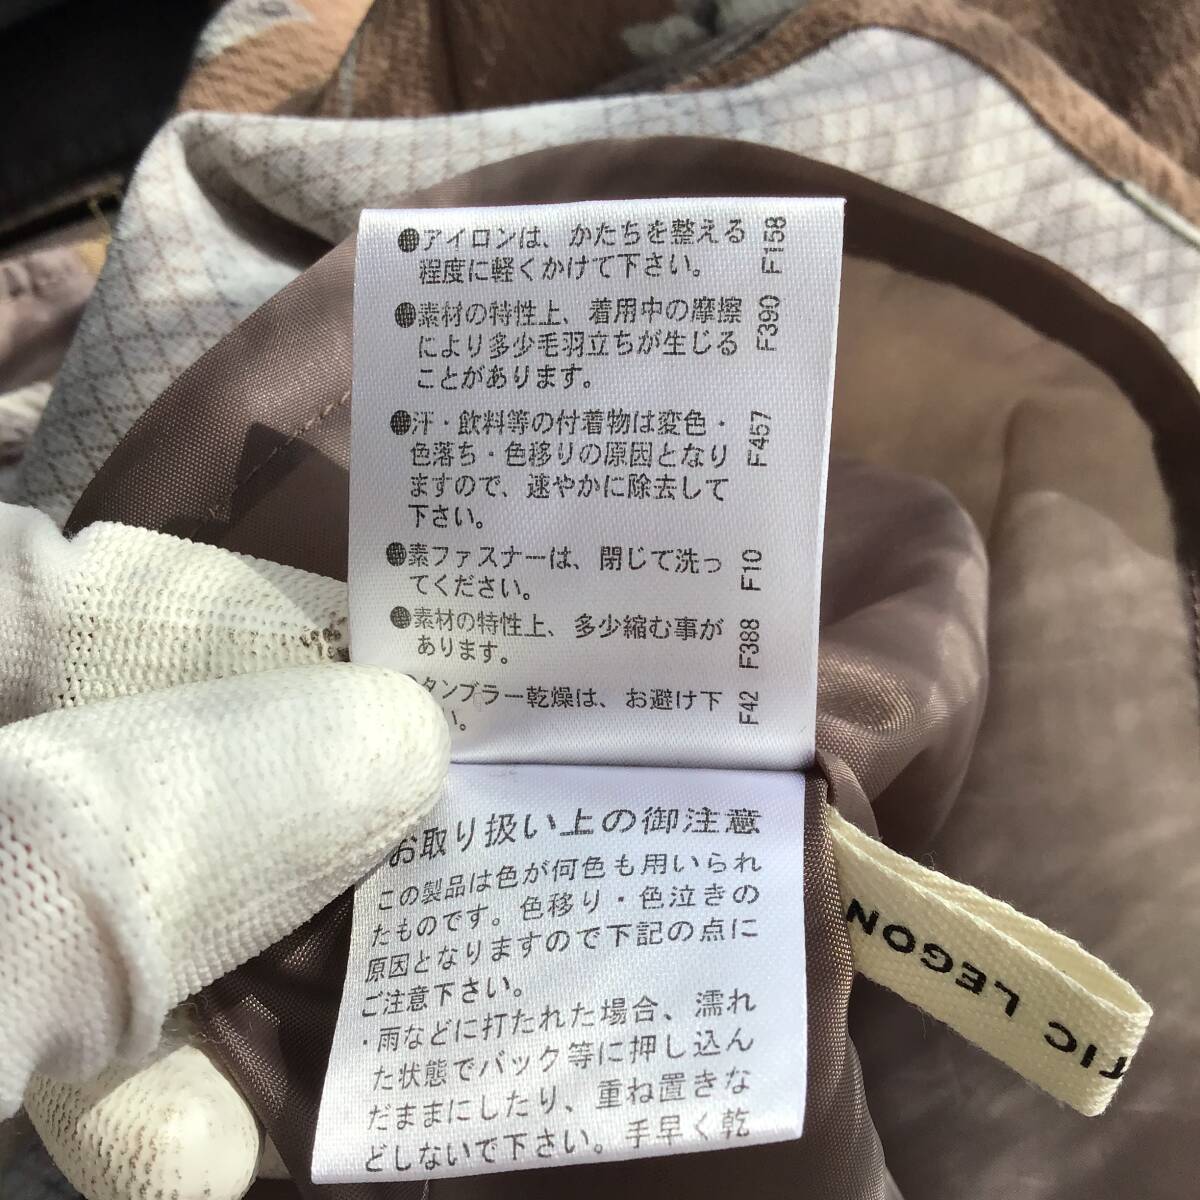 ●アイロンは、かたちを整える
程度に軽くかけて下さい。
F158
●素材の特性上、着用中の摩擦
により多少毛羽立ちが生じる
ことがあります。
F390
●汗・飲料等の付着物は変色・
色落ち・色移りの原因となり
ますので、速やかに除去して
下さい。
F457
●素ファスナーは、閉じて洗っ
てください。
F10
●素材の特性上、多少縮む事が
あります。
F388
タンブラー乾燥は、お避け下
い。
F42
お取り扱い上の御注意
この製品は色が何色も用いられ
たものです。色移り・色泣きの
原因となりますので下記の点に
ご注意下さい。
・雨などに打たれた場合、濡れ
た状態でバック等に押し込ん
だままにしたり、重ね置きな
どしないで下さい。手早く乾
TIC LEGON